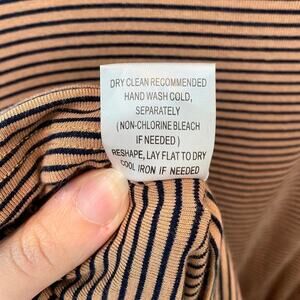 DRY CLEAN RECOMMENDED
HAND WASH COLD,
SEPARATELY
( NON-CHLORINE BLEACH
IF NEEDED )
RESHAPE, LAY FLAT TO DRY
COOL IRON IF NEEDED